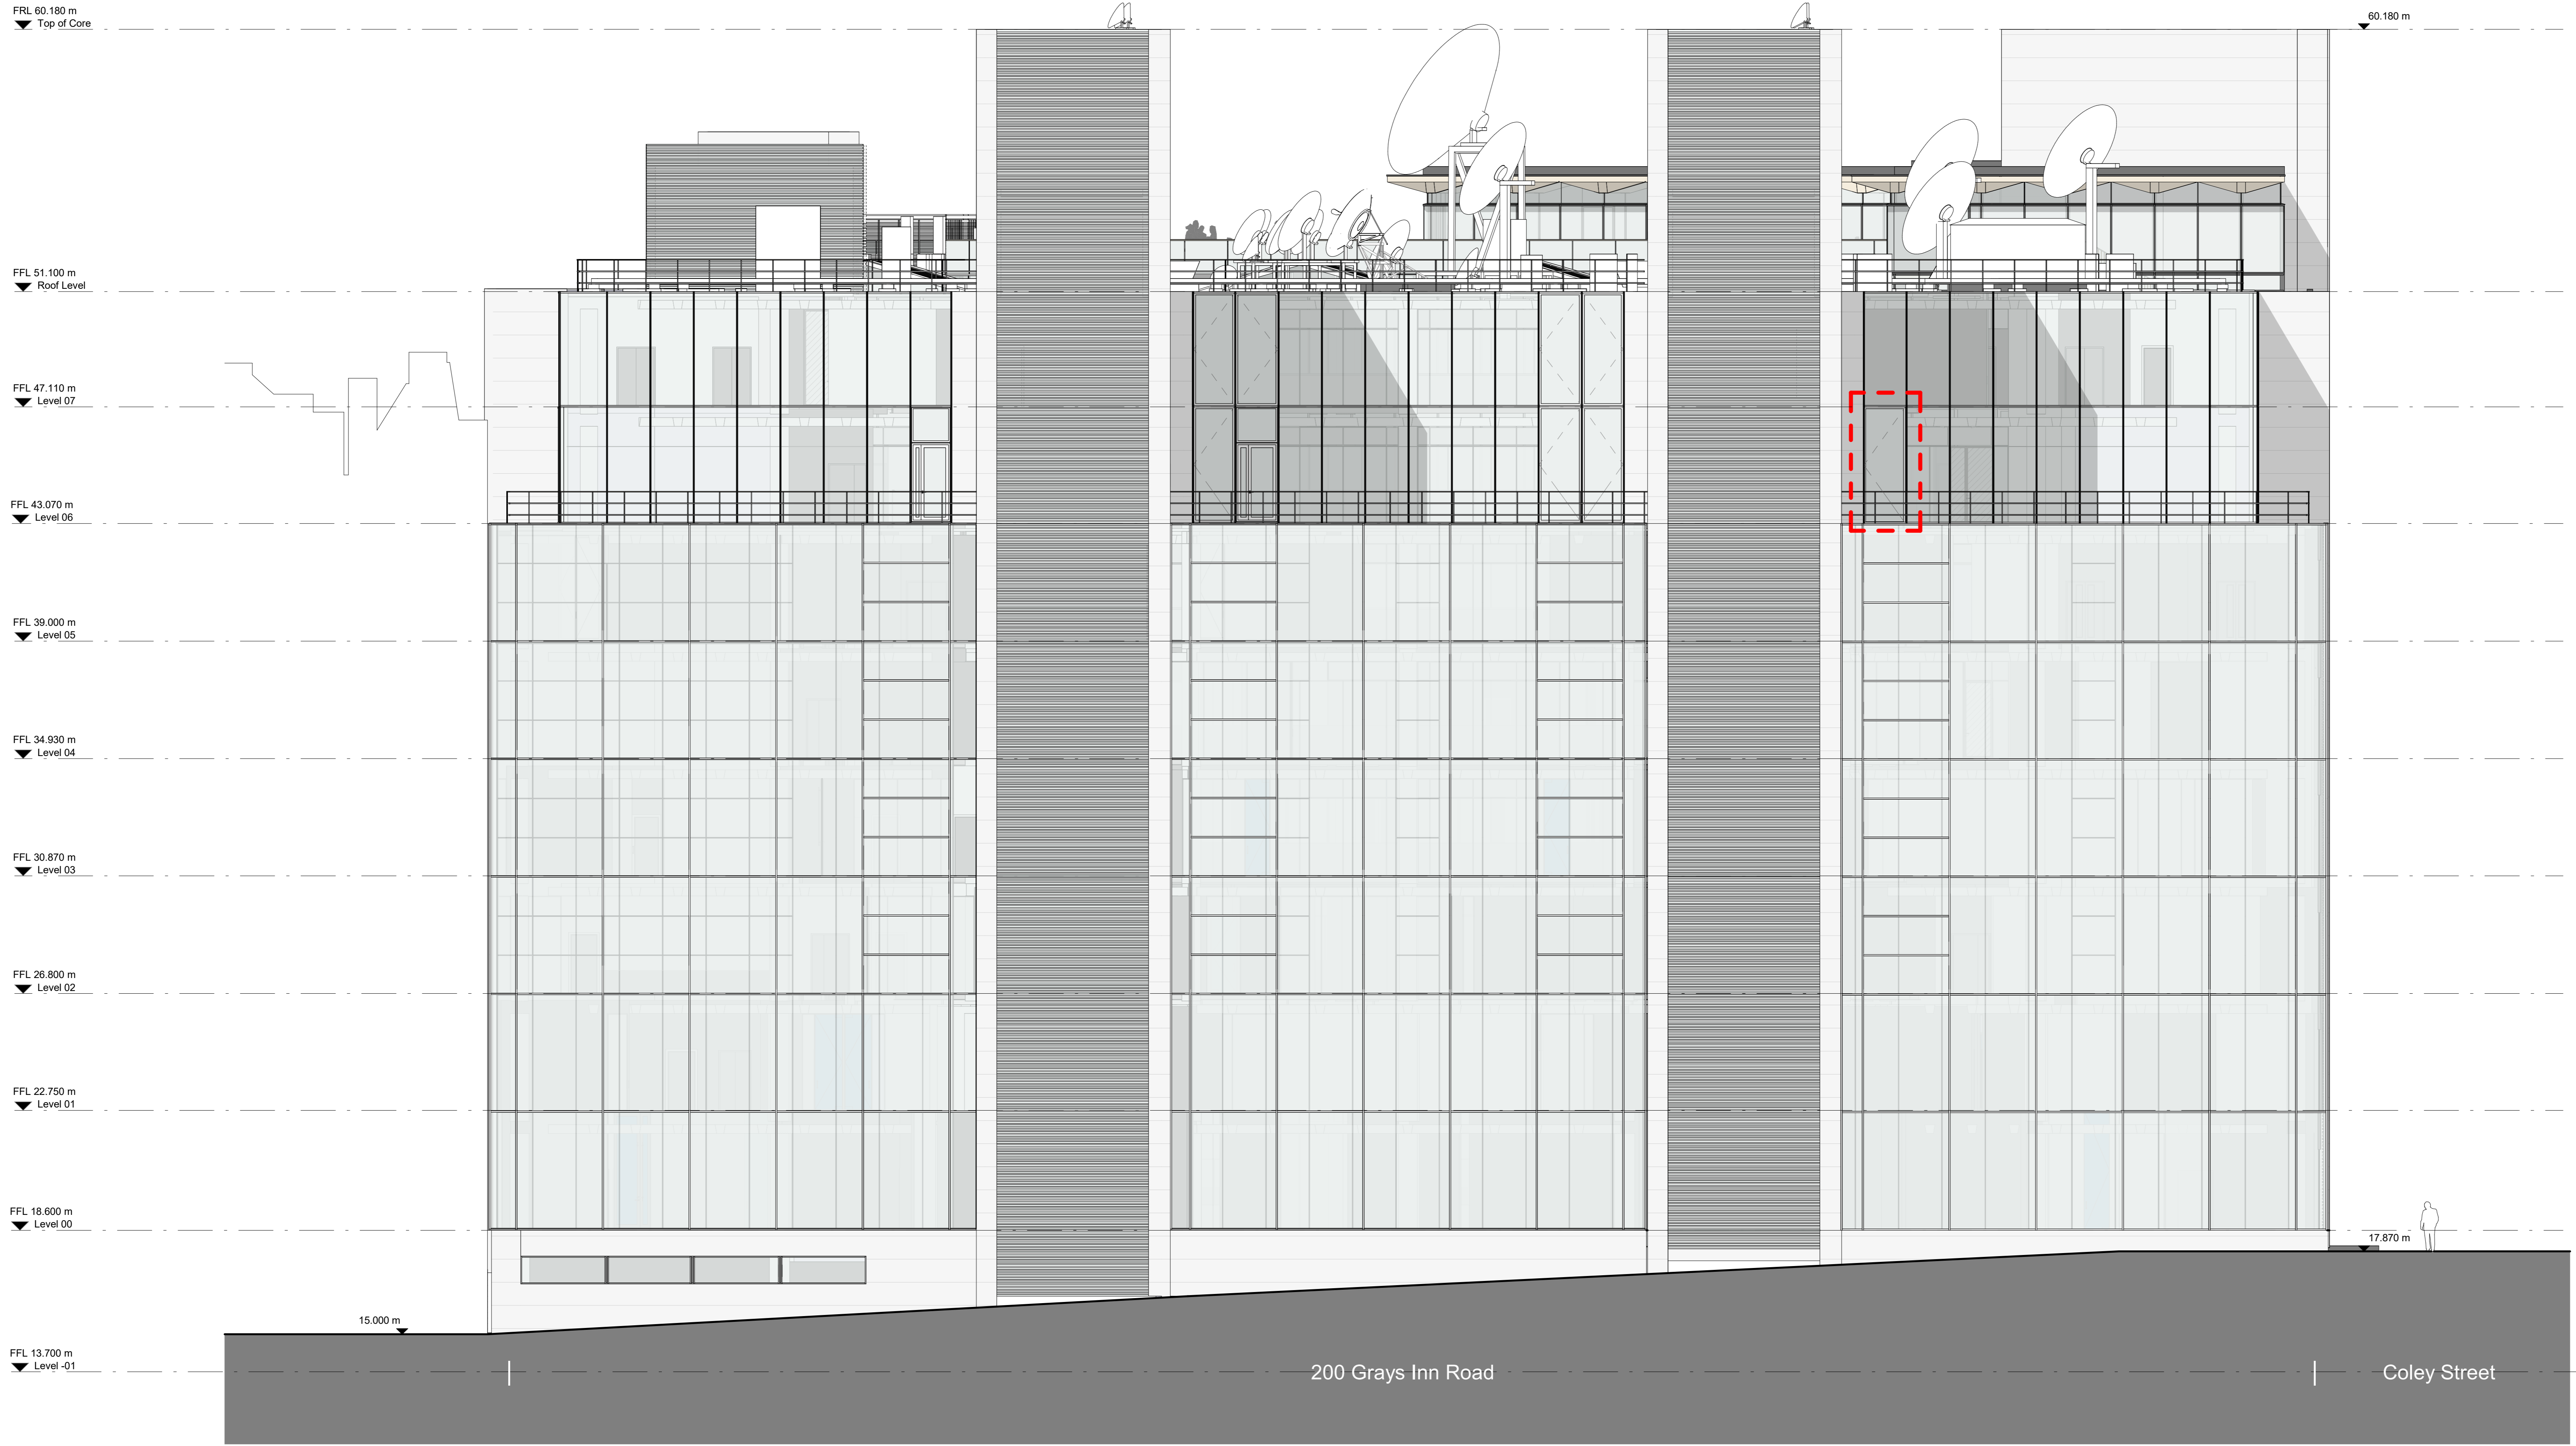 FRL 60.180 m
Top of Core
60.180 m
FFL 51.100 m
Roof Level
FFL 47.110 m
Level 07
FFL 43.070 m
Level 06
FFL 39.000 m
Level 05
FFL 34.930 m
Level 04
FFL 30.870 m
Level 03
FFL 26.800 m
Level 02
FFL 22.750 m
Level 01
FFL 18.600 m
Level 00
17.870 m
15.000 m
FFL 13.700 m
Level -01
200 Grays Inn Road
Coley Street